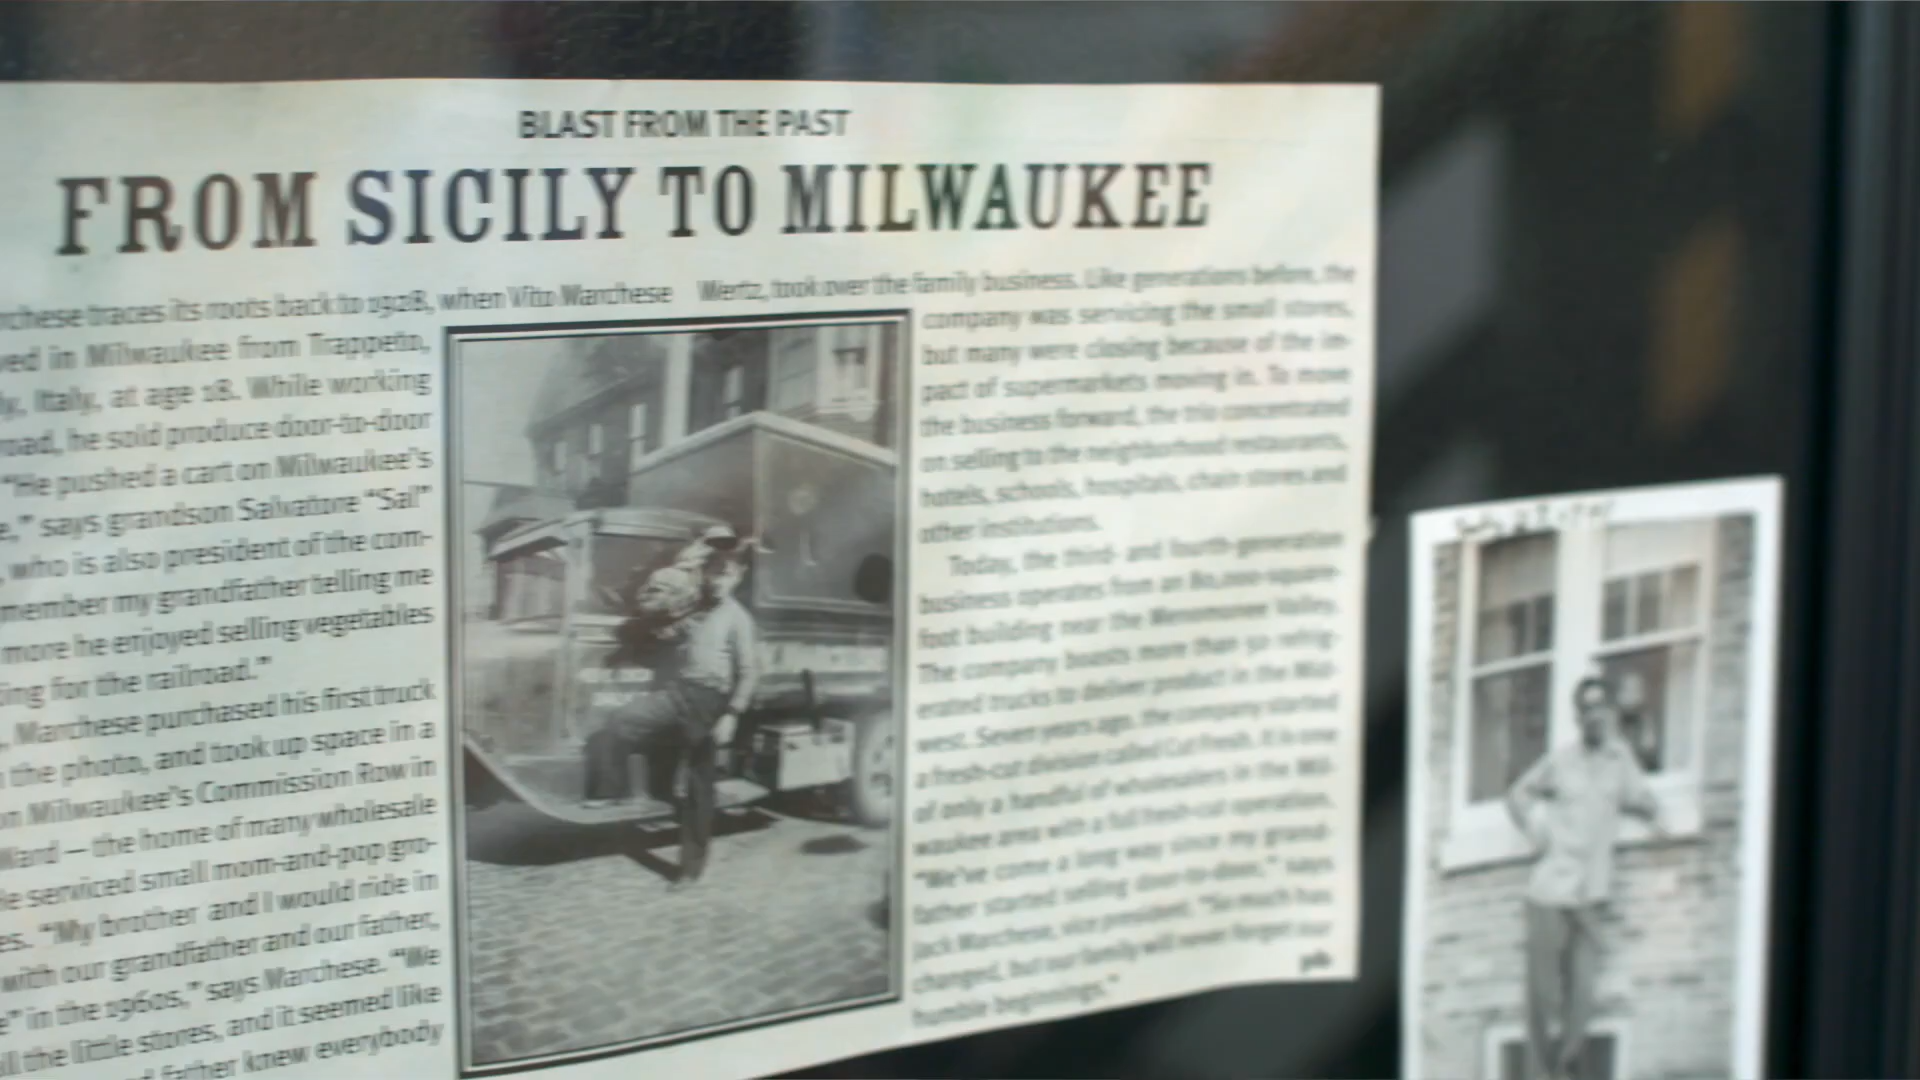 BLAST FROM THE PAST
FROM SICILY TO MILWAUKEE
rchese traces its roots back to 1928, when Vito Marchese
ved in Milwaukee from Trappeto,
ly, Italy, at age 18. While working
road, he sold produce door-to-door
"He pushed a cart on Milwaukee's
e," says grandson Salvatore "Sal"
, who is also president of the com-
member my grandfather telling me
more he enjoyed selling vegetables
ing for the railroad."
, Marchese purchased his first truck
n the photo, and took up space in a
on Milwaukee's Commission Row in
Ward — the home of many wholesale
He serviced small mom-and-pop gro-
es. "My brother and I would ride in
with our grandfather and our father,
e" in the 1960s," says Marchese. "We
all the little stores, and it seemed like
d father knew everybody
Mertz, took over the family business. Like generations before, the
company was servicing the small stores,
but many were closing because of the im-
pact of supermarkets moving in. To move
the business forward, the trio concentrated
on selling to the neighborhood restaurants,
hotels, schools, hospitals, chain stores and
other institutions.
Today, the third- and fourth-generation
business operates from an 80,000-square-
foot building near the Menomonee Valley.
The company boasts more than 50 refrig-
erated trucks to deliver product in the Mid-
west. Seven years ago, the company started
a fresh-cut division called Cut Fresh. It is one
of only a handful of wholesalers in the Mil-
waukee area with a full fresh-cut operation.
"We've come a long way since my grand-
father started selling door-to-door," says
Jack Marchese, vice president. "So much has
changed, but our family will never forget our
humble beginnings."